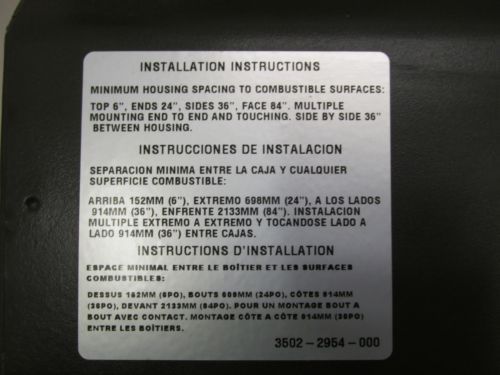 INSTALLATION INSTRUCTIONS
MINIMUM HOUSING SPACING TO COMBUSTIBLE SURFACES:
TOP 6", ENDS 24", SIDES 36", FACE 84". MULTIPLE
MOUNTING END TO END AND TOUCHING. SIDE BY SIDE 36"
BETWEEN HOUSING.
INSTRUCCIONES DE INSTALACION
SEPARACION MINIMA ENTRE LA CAJA Y CUALQUIER
SUPERFICIE COMBUSTIBLE:
ARRIBA 152MM (6"), EXTREMO 698MM (24"), A LOS LADOS
914MM (36"), ENFRENTE 2133MM (84"). INSTALACION
MULTIPLE EXTREMO A EXTREMO Y TOCANDOSE LADO A
LADO 914MM (36") ENTRE CAJAS.
INSTRUCTIONS D'INSTALLATION
ESPACE MINIMAL ENTRE LE BOÎTIER ET LES SURFACES
COMBUSTIBLES:
DESSUS 152MM (6PO), BOUTS 609MM (24PO), CÔTES 914MM
(36PO), DEVANT 2133MM (84PO). POUR UN MONTAGE BOUT A
BOUT AVEC CONTACT. MONTAGE CÔTE A CÔTE 914MM (36PO)
ENTRE LES BOÎTIERS.
3502-2954-000